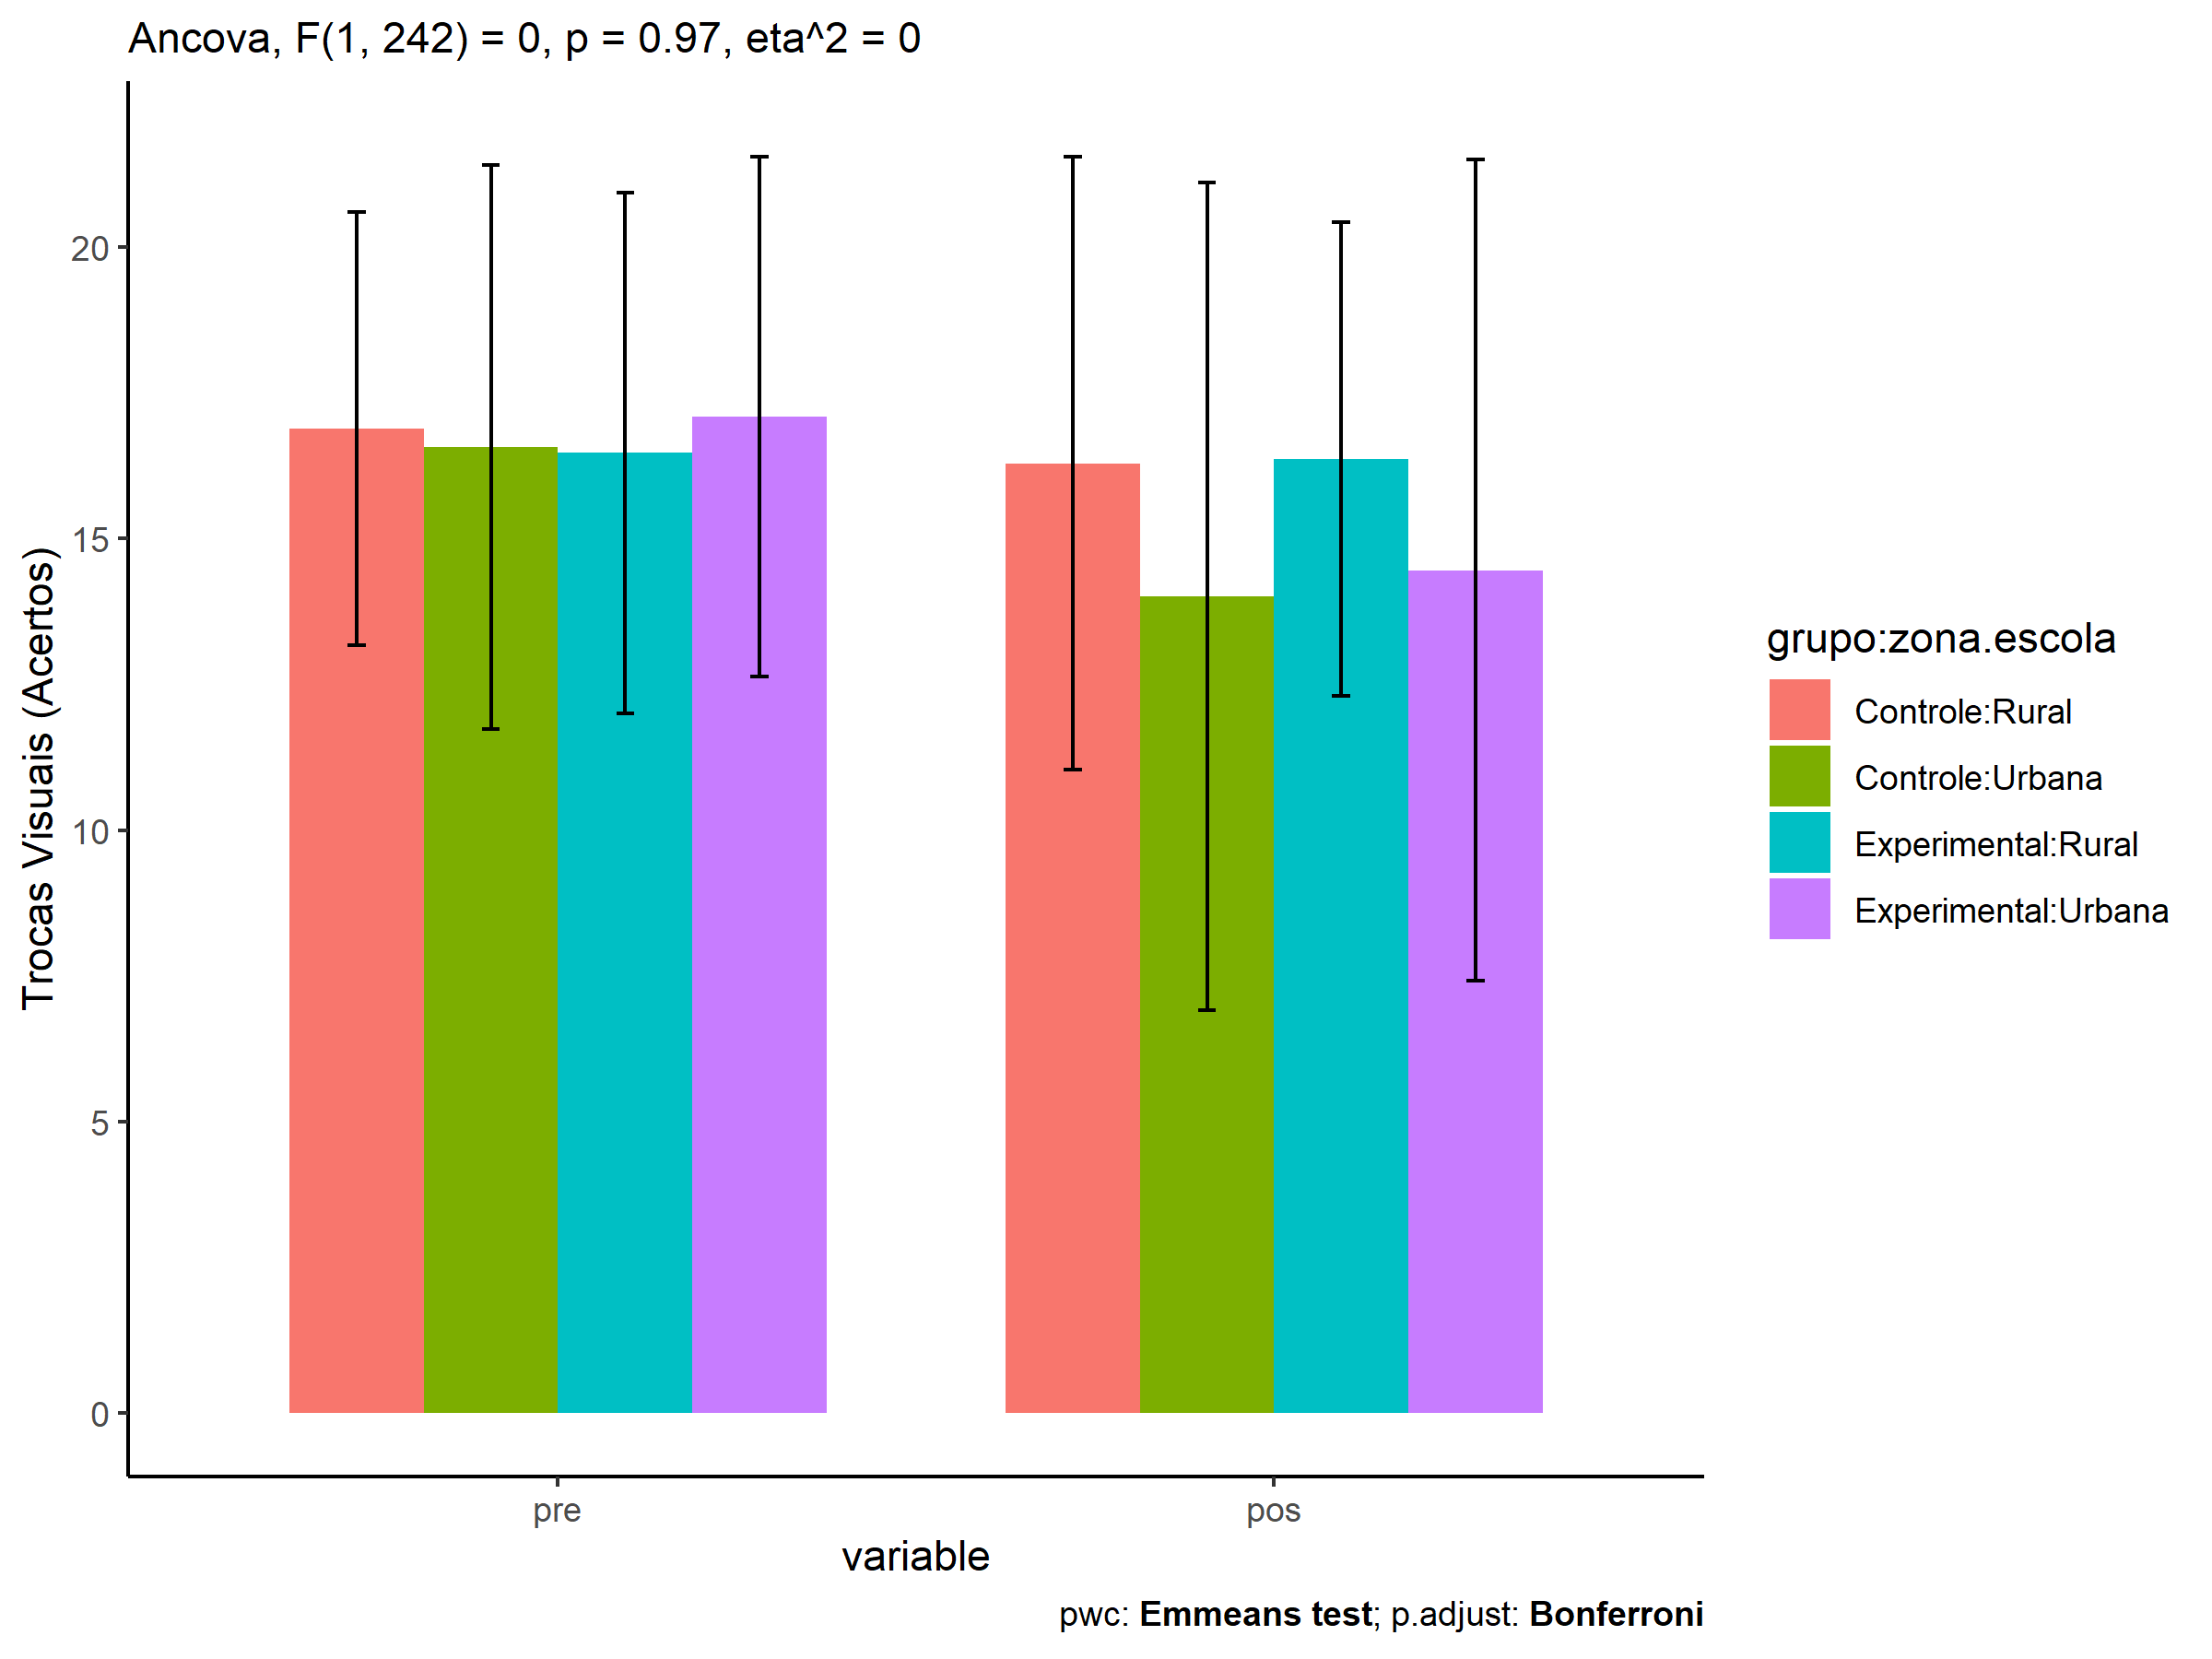 Ancova, F(1, 242) = 0, p = 0.97, eta^2 = 0
Trocas Visuais (Acertos)
20
15
10
5
0
pre
pos
variable
grupo:zona.escola
Controle:Rural
Controle:Urbana
Experimental:Rural
Experimental:Urbana
pwc: Emmeans test; p.adjust: Bonferroni